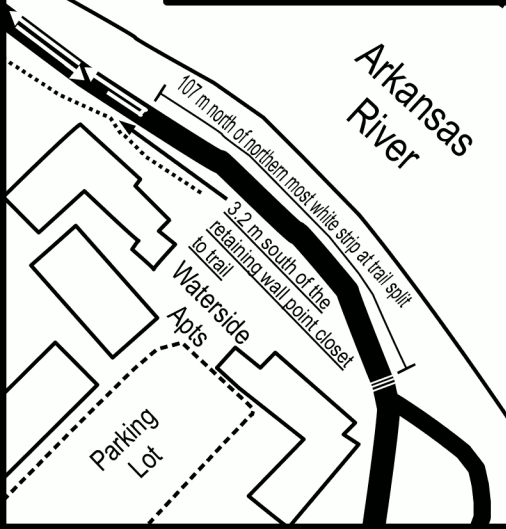 Arkansas
River
107 m north of northern most white strip at trail split
3.2 m south of the
retaining wall point closet
to trail
Waterside
Apts
Parking
Lot